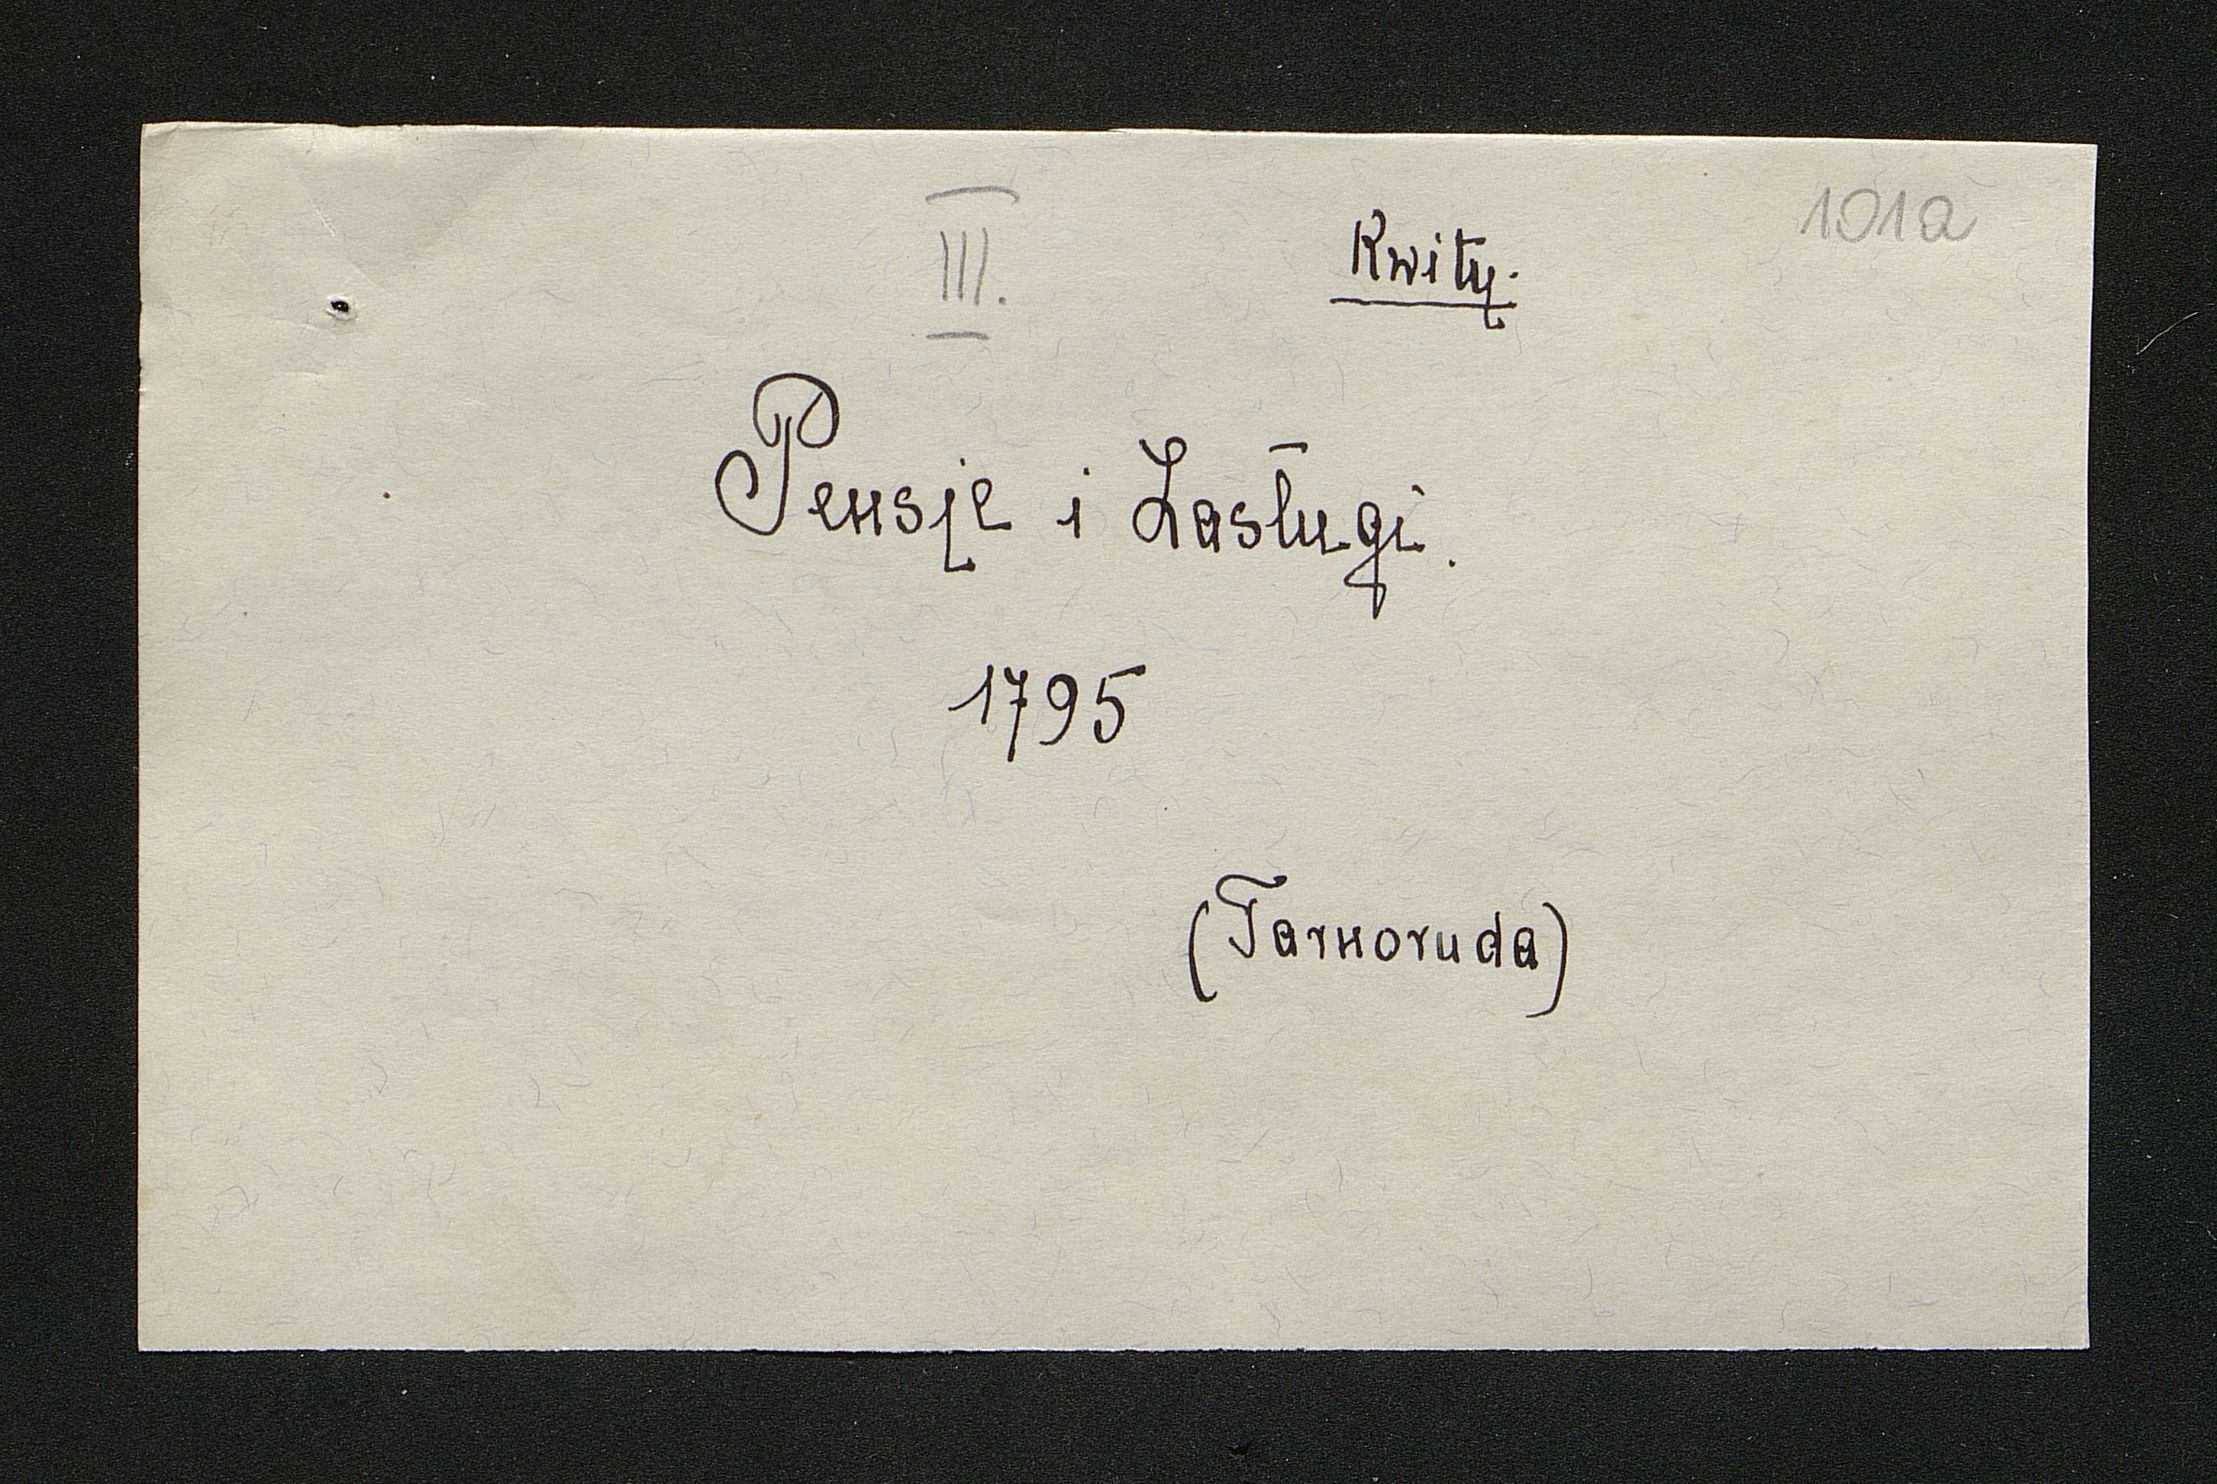 101a
III. Kwity.
Pensje i Zasługi.
1795
(Tarnoruda)